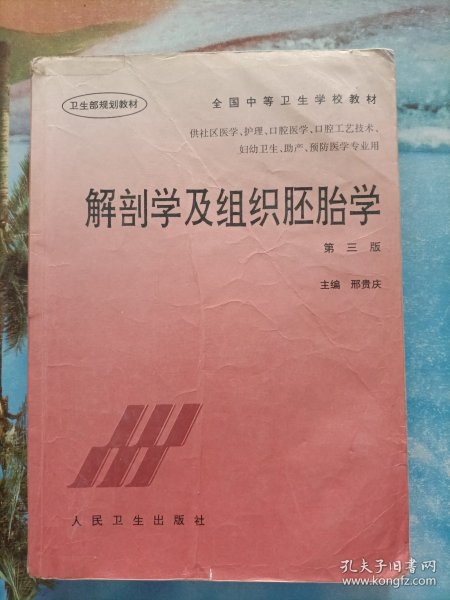 卫生部规划教材
全国中等卫生学校教材
供社区医学、护理、口腔医学、口腔工艺技术、
妇幼卫生、助产、预防医学专业用
解剖学及组织胚胎学
第三版
主编 邢贵庆
人民卫生出版社
孔夫子旧书网
www.kongfz.com